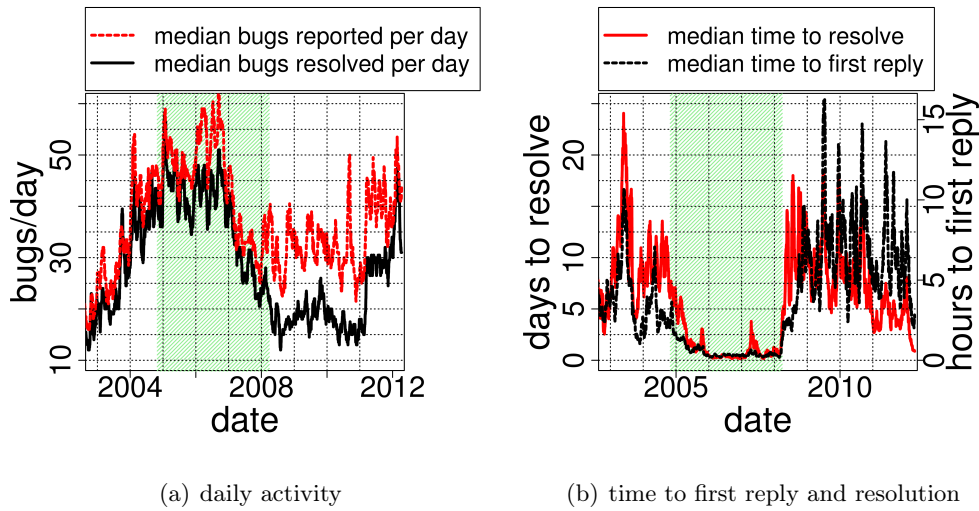 median bugs reported per day
median bugs resolved per day
bugs/day
10
30
50
2004
2008
2012
date
(a) daily activity
median time to resolve
median time to first reply
days to resolve
0
5
10
20
2005
2010
date
0
5
10
15
hours to first reply
(b) time to first reply and resolution